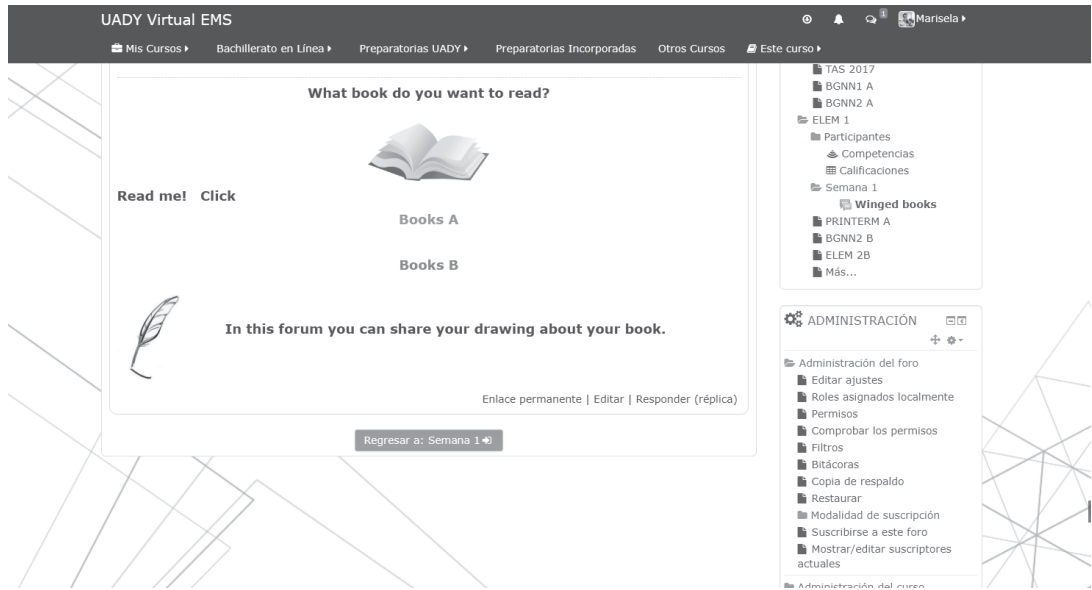 UADY Virtual EMS
1
Marisela
Mis Cursos
Bachillerato en Línea
Preparatorias UADY
Preparatorias Incorporadas
Otros Cursos
Este curso
What book do you want to read?
Read me! Click
Books A
Books B
In this forum you can share your drawing about your book.
Enlace permanente | Editar | Responder (réplica)
Regresar a: Semana 1
TAS 2017
BGNN1 A
BGNN2 A
ELEM 1
Participantes
Competencias
Calificaciones
Semana 1
Winged books
PRINTERM A
BGNN2 B
ELEM 2B
Más...
ADMINISTRACIÓN
Administración del foro
Editar ajustes
Roles asignados localmente
Permisos
Comprobar los permisos
Filtros
Bitácoras
Copia de respaldo
Restaurar
Modalidad de suscripción
Suscribirse a este foro
Mostrar/editar suscriptores
actuales
Administración del curso